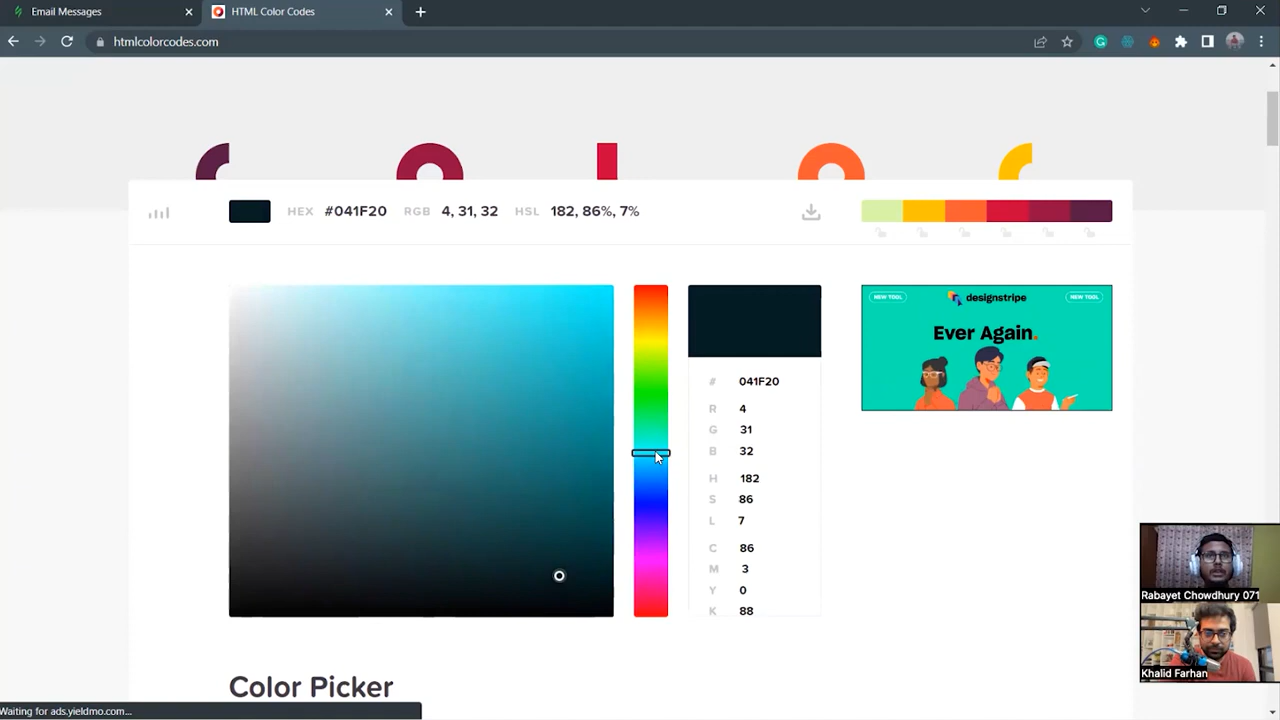 Email Messages
HTML Color Codes
htmlcolorcodes.com
HEX #041F20 RGB 4, 31, 32 HSL 182, 86%, 7%
# 041F20
R 4
G 31
B 32
H 182
S 86
L 7
C 86
M 3
Y 0
K 88
NEW TOOL designstripe NEW TOOL
Ever Again.
Color Picker
Rabayet Chowdhury 071
Khalid Farhan
Waiting for ads.yieldmo.com...